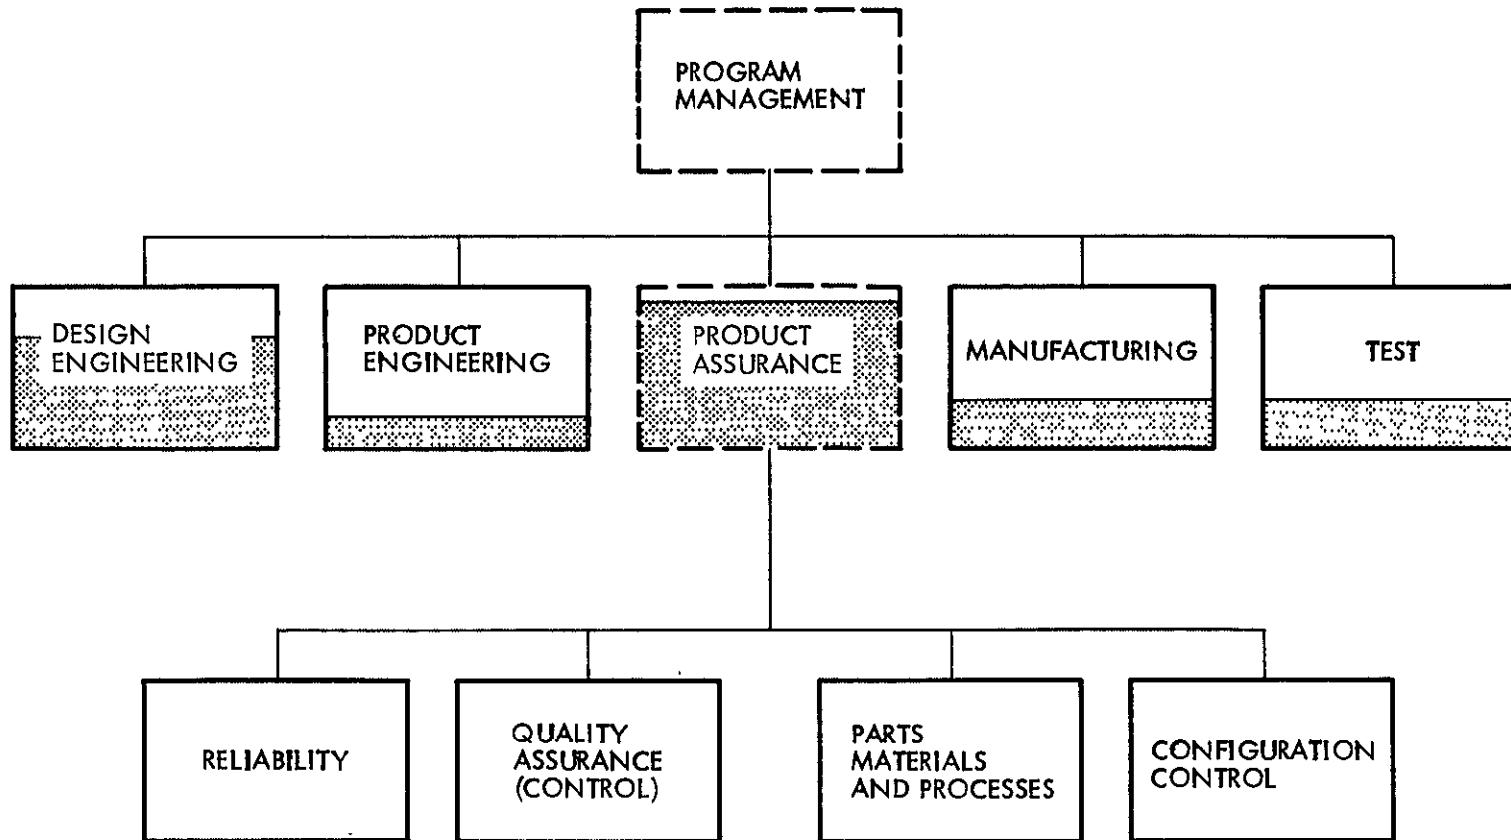 PROGRAM
MANAGEMENT
DESIGN
ENGINEERING
PRODUCT
ENGINEERING
PRODUCT
ASSURANCE
MANUFACTURING
TEST
RELIABILITY
QUALITY
ASSURANCE
(CONTROL)
PARTS
MATERIALS
AND PROCESSES
CONFIGURATION
CONTROL